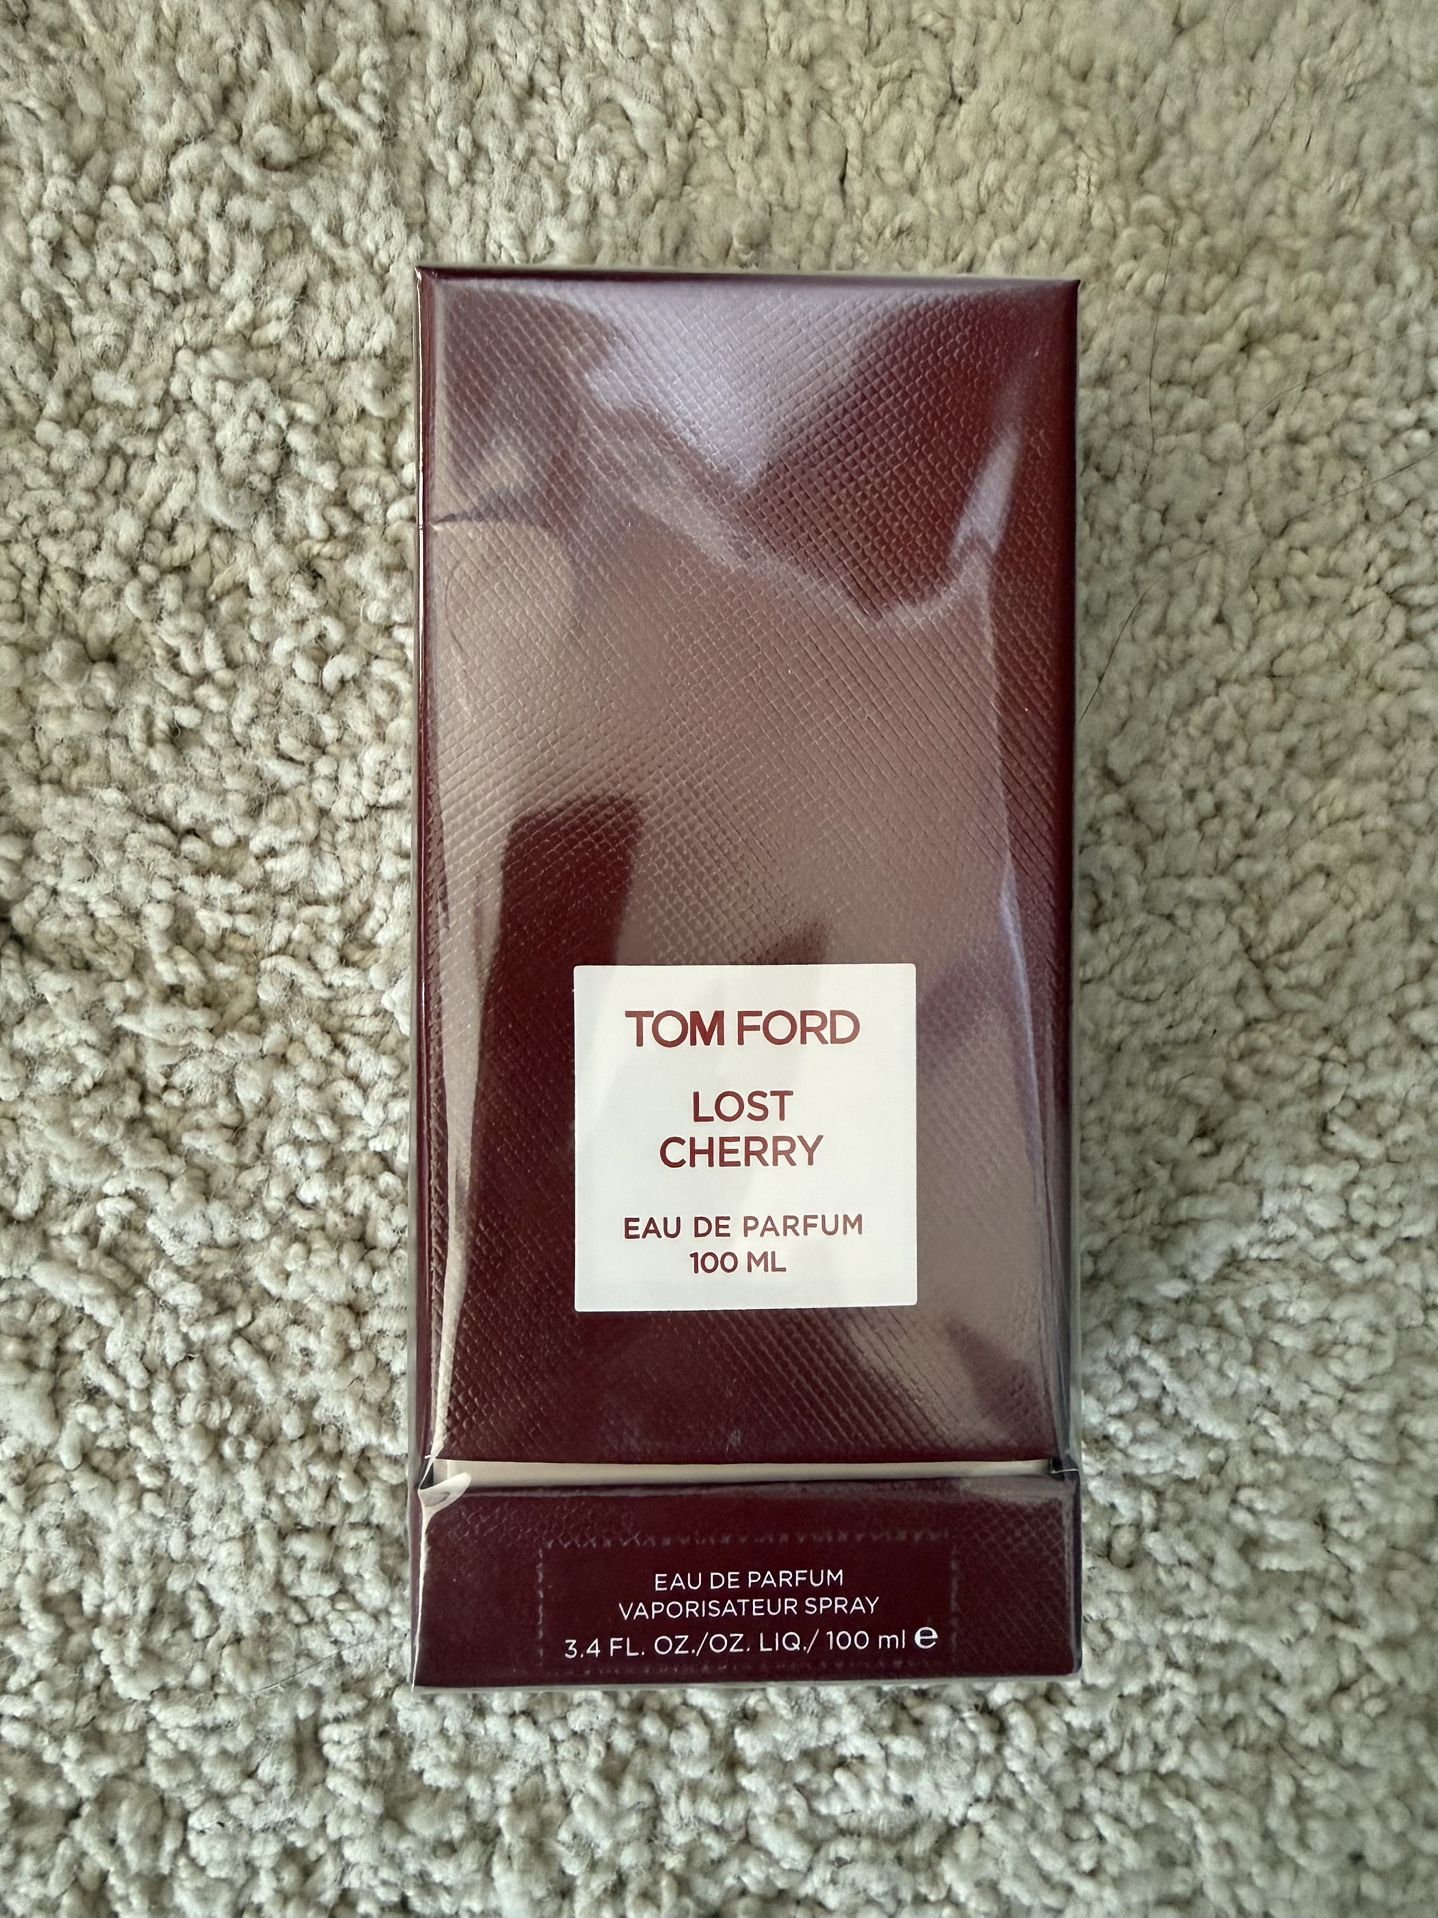 TOM FORD
LOST
CHERRY
EAU DE PARFUM
100 ML
EAU DE PARFUM
VAPORISATEUR SPRAY
3.4 FL. OZ./OZ. LIQ./ 100 ml ℮